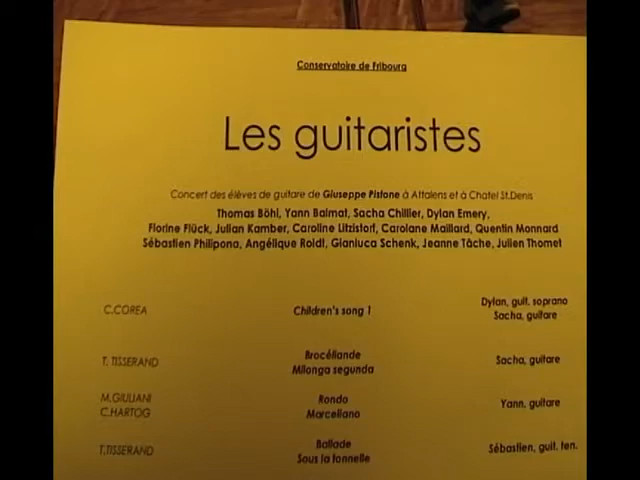 Conservatoire de Fribourg
Les guitaristes
Concert des élèves de guitare de Giuseppe Pistone à Attalens et à Chatel St.Denis
Thomas Böhl, Yann Balmat, Sacha Chillier, Dylan Emery,
Florine Flück, Julian Kamber, Caroline Litzistorf, Carolane Maillard, Quentin Monnard
Sébastien Philipona, Angélique Roldt, Gianluca Schenk, Jeanne Tâche, Julien Thomet
C.COREA Children's song 1 Dylan, guit. soprano
Sacha, guitare
T. TISSERAND Brocéliande
Milonga segunda Sacha, guitare
M.GIULIANI Rondo Yann, guitare
C.HARTOG Marceliano
T.TISSERAND Ballade Sébastien, guit. ten.
Sous la tonnelle